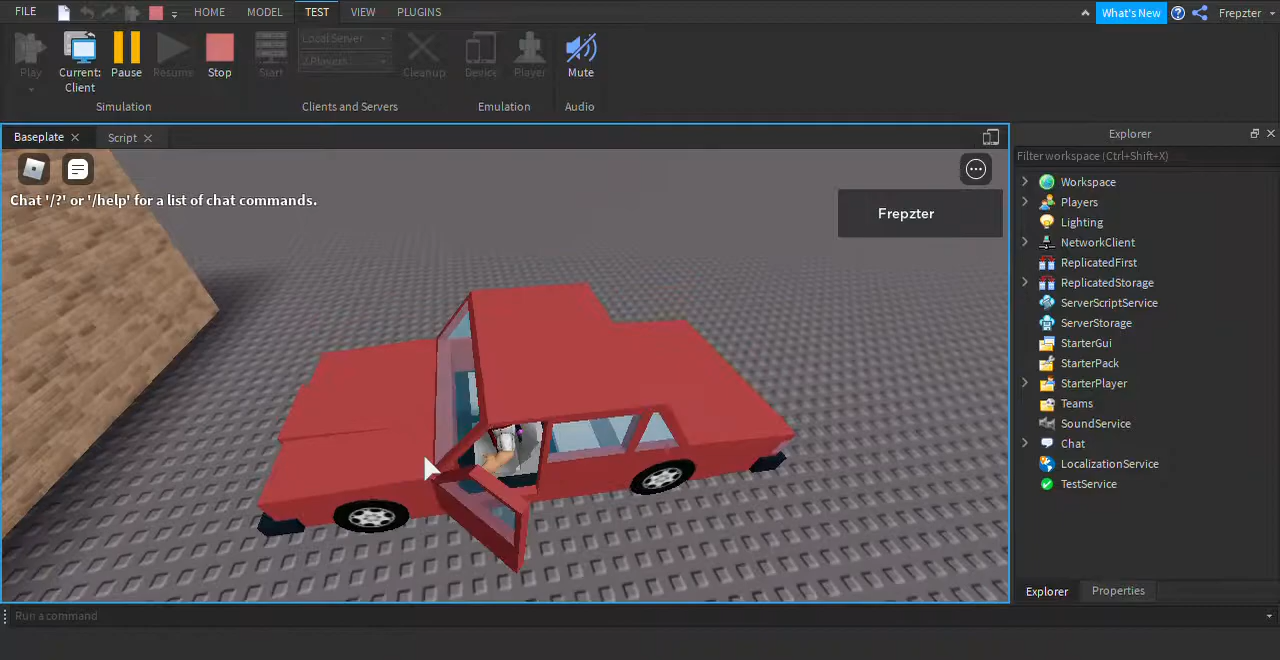 FILE HOME MODEL TEST VIEW PLUGINS What's New Frepzter
Play Current: Client Pause Resume Stop Start Local Server Cleanup Device Player Mute
2 Players
Simulation Clients and Servers Emulation Audio
Baseplate Script Explorer
Filter workspace (Ctrl+Shift+X)
Chat '/?' or '/help' for a list of chat commands.
Frepzter
Workspace
Players
Lighting
NetworkClient
ReplicatedFirst
ReplicatedStorage
ServerScriptService
ServerStorage
StarterGui
StarterPack
StarterPlayer
Teams
SoundService
Chat
LocalizationService
TestService
Explorer Properties
Run a command